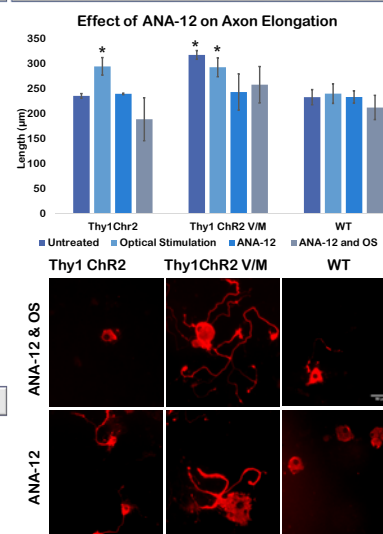 Effect of ANA-12 on Axon Elongation
350
300
250
200
150
100
50
0
Length (μm)
* * *
Thy1Chr2 Thy1 ChR2 V/M WT
Untreated Optical Stimulation ANA-12 ANA-12 and OS
Thy1 ChR2 Thy1ChR2 V/M WT
ANA-12 & OS
ANA-12